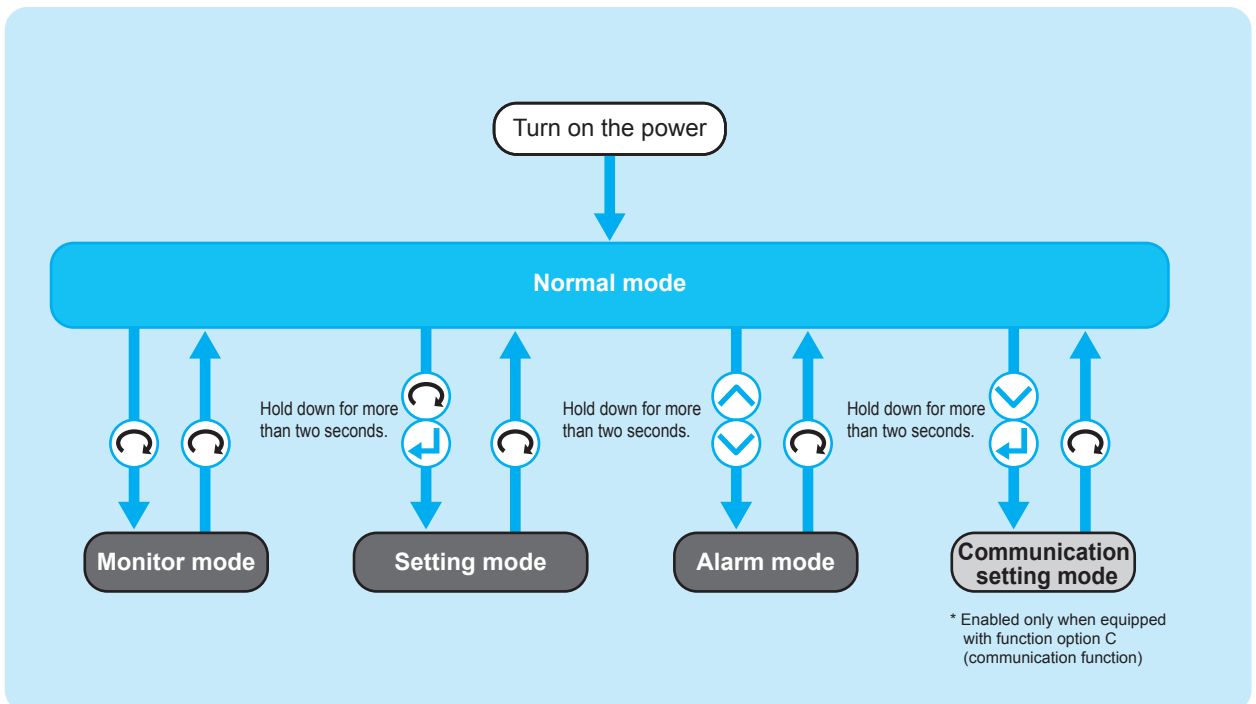 Turn on the power
Normal mode
Hold down for more
than two seconds.
Hold down for more
than two seconds.
Hold down for more
than two seconds.
Monitor mode
Setting mode
Alarm mode
Communication
setting mode
* Enabled only when equipped
with function option C
(communication function)